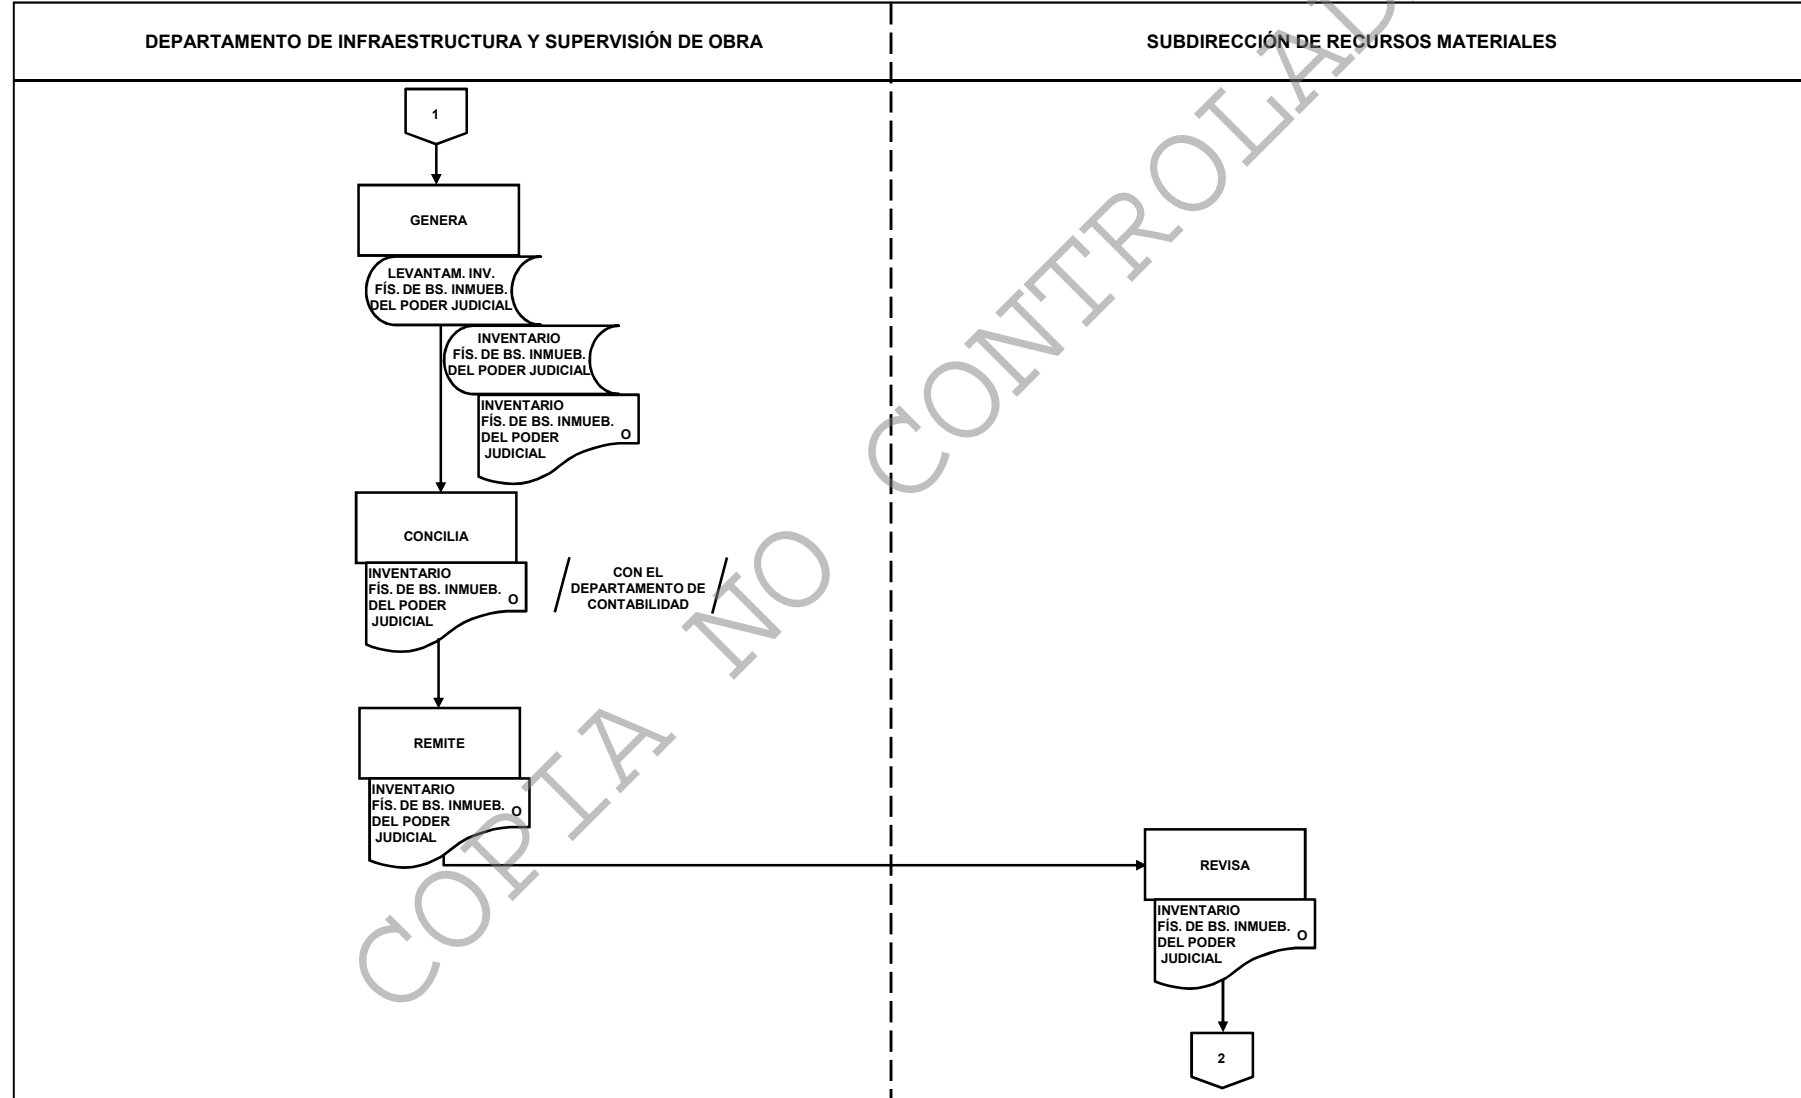 DEPARTAMENTO DE INFRAESTRUCTURA Y SUPERVISIÓN DE OBRA
SUBDIRECCIÓN DE RECURSOS MATERIALES
1
GENERA
LEVANTAM. INV.
FÍS. DE BS. INMUEB.
DEL PODER JUDICIAL
INVENTARIO
FÍS. DE BS. INMUEB.
DEL PODER JUDICIAL
INVENTARIO
FÍS. DE BS. INMUEB.
DEL PODER
JUDICIAL
O
CONCILIA
INVENTARIO
FÍS. DE BS. INMUEB.
DEL PODER
JUDICIAL
O
CON EL
DEPARTAMENTO DE
CONTABILIDAD
REMITE
INVENTARIO
FÍS. DE BS. INMUEB.
DEL PODER
JUDICIAL
O
REVISA
INVENTARIO
FÍS. DE BS. INMUEB.
DEL PODER
JUDICIAL
O
2
COPIA NO CONTROLAD